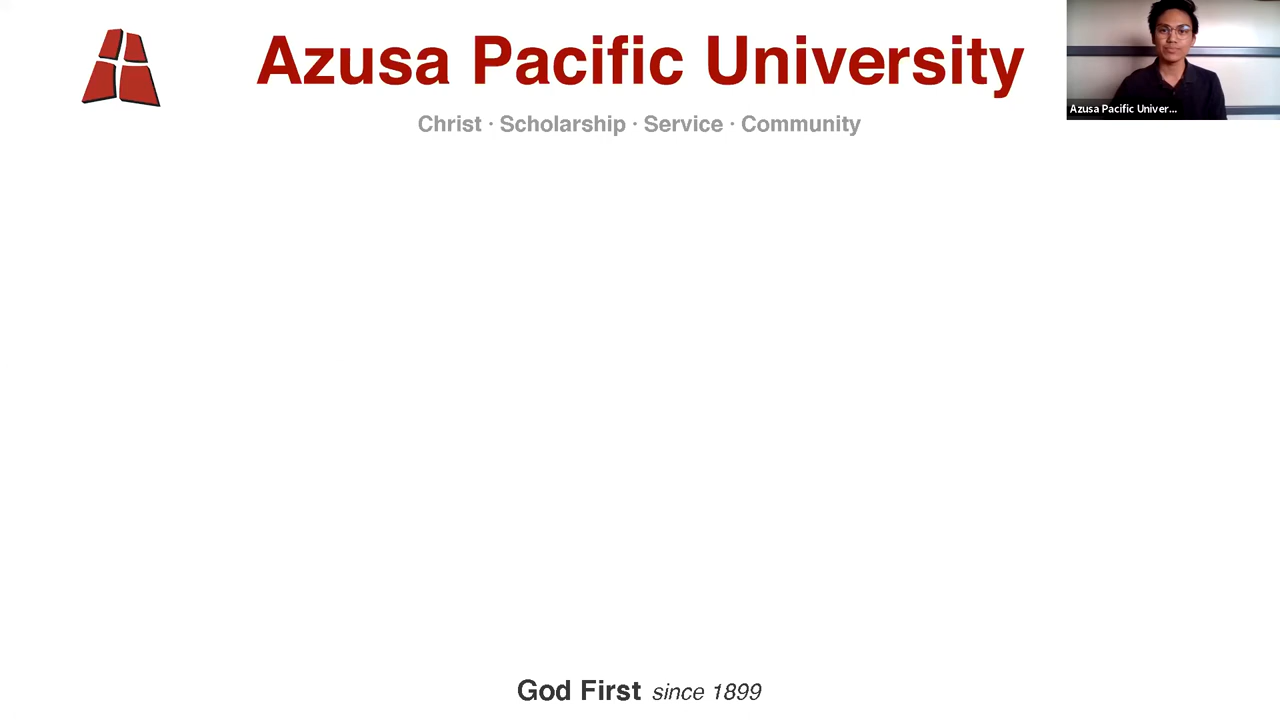 Azusa Pacific University
Christ · Scholarship · Service · Community
Azusa Pacific Univer...
God First since 1899